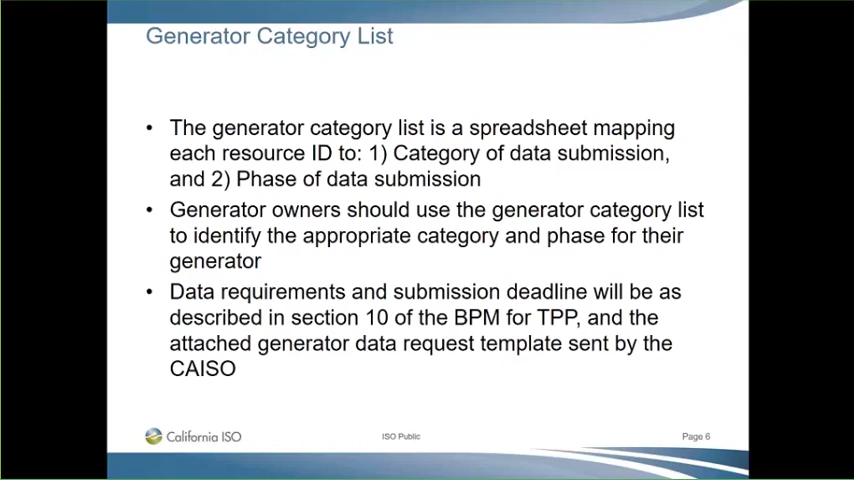 Generator Category List
• The generator category list is a spreadsheet mapping
each resource ID to: 1) Category of data submission,
and 2) Phase of data submission
• Generator owners should use the generator category list
to identify the appropriate category and phase for their
generator
• Data requirements and submission deadline will be as
described in section 10 of the BPM for TPP, and the
attached generator data request template sent by the
CAISO
California ISO
ISO Public
Page 6